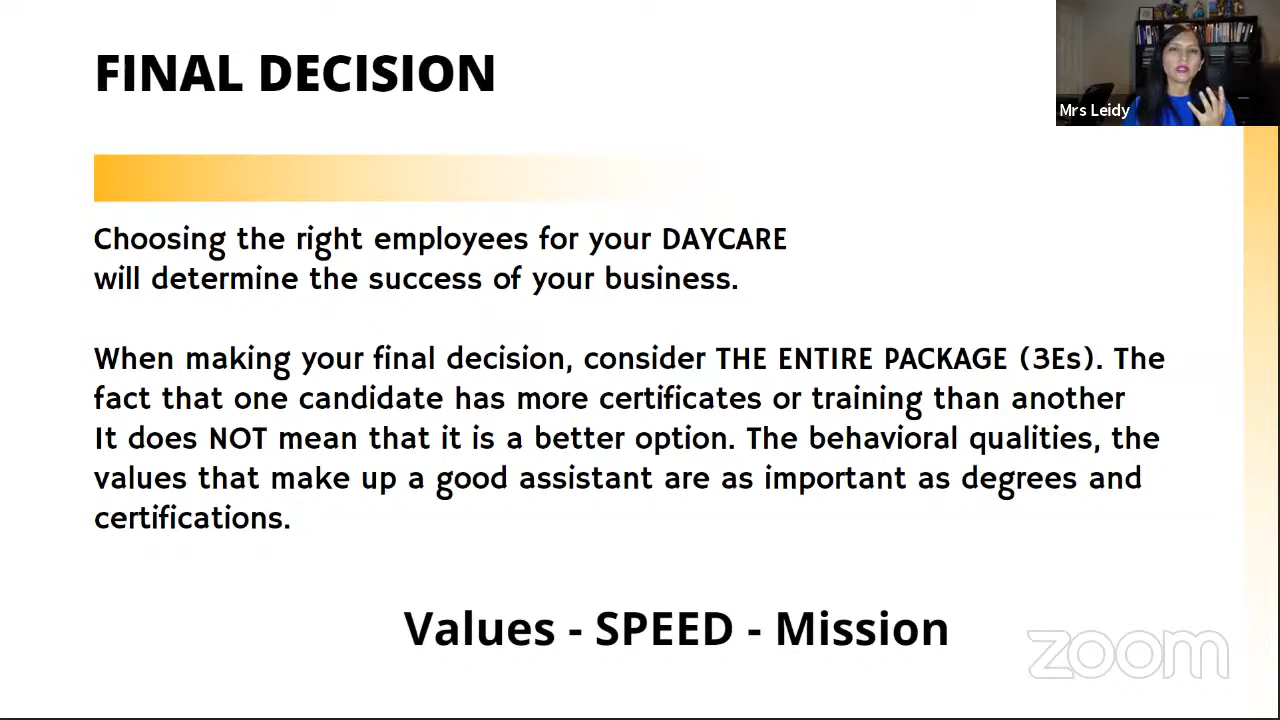 FINAL DECISION
Mrs Leidy
Choosing the right employees for your DAYCARE
will determine the success of your business.
When making your final decision, consider THE ENTIRE PACKAGE (3Es). The
fact that one candidate has more certificates or training than another
It does NOT mean that it is a better option. The behavioral qualities, the
values that make up a good assistant are as important as degrees and
certifications.
Values - SPEED - Mission
zoom